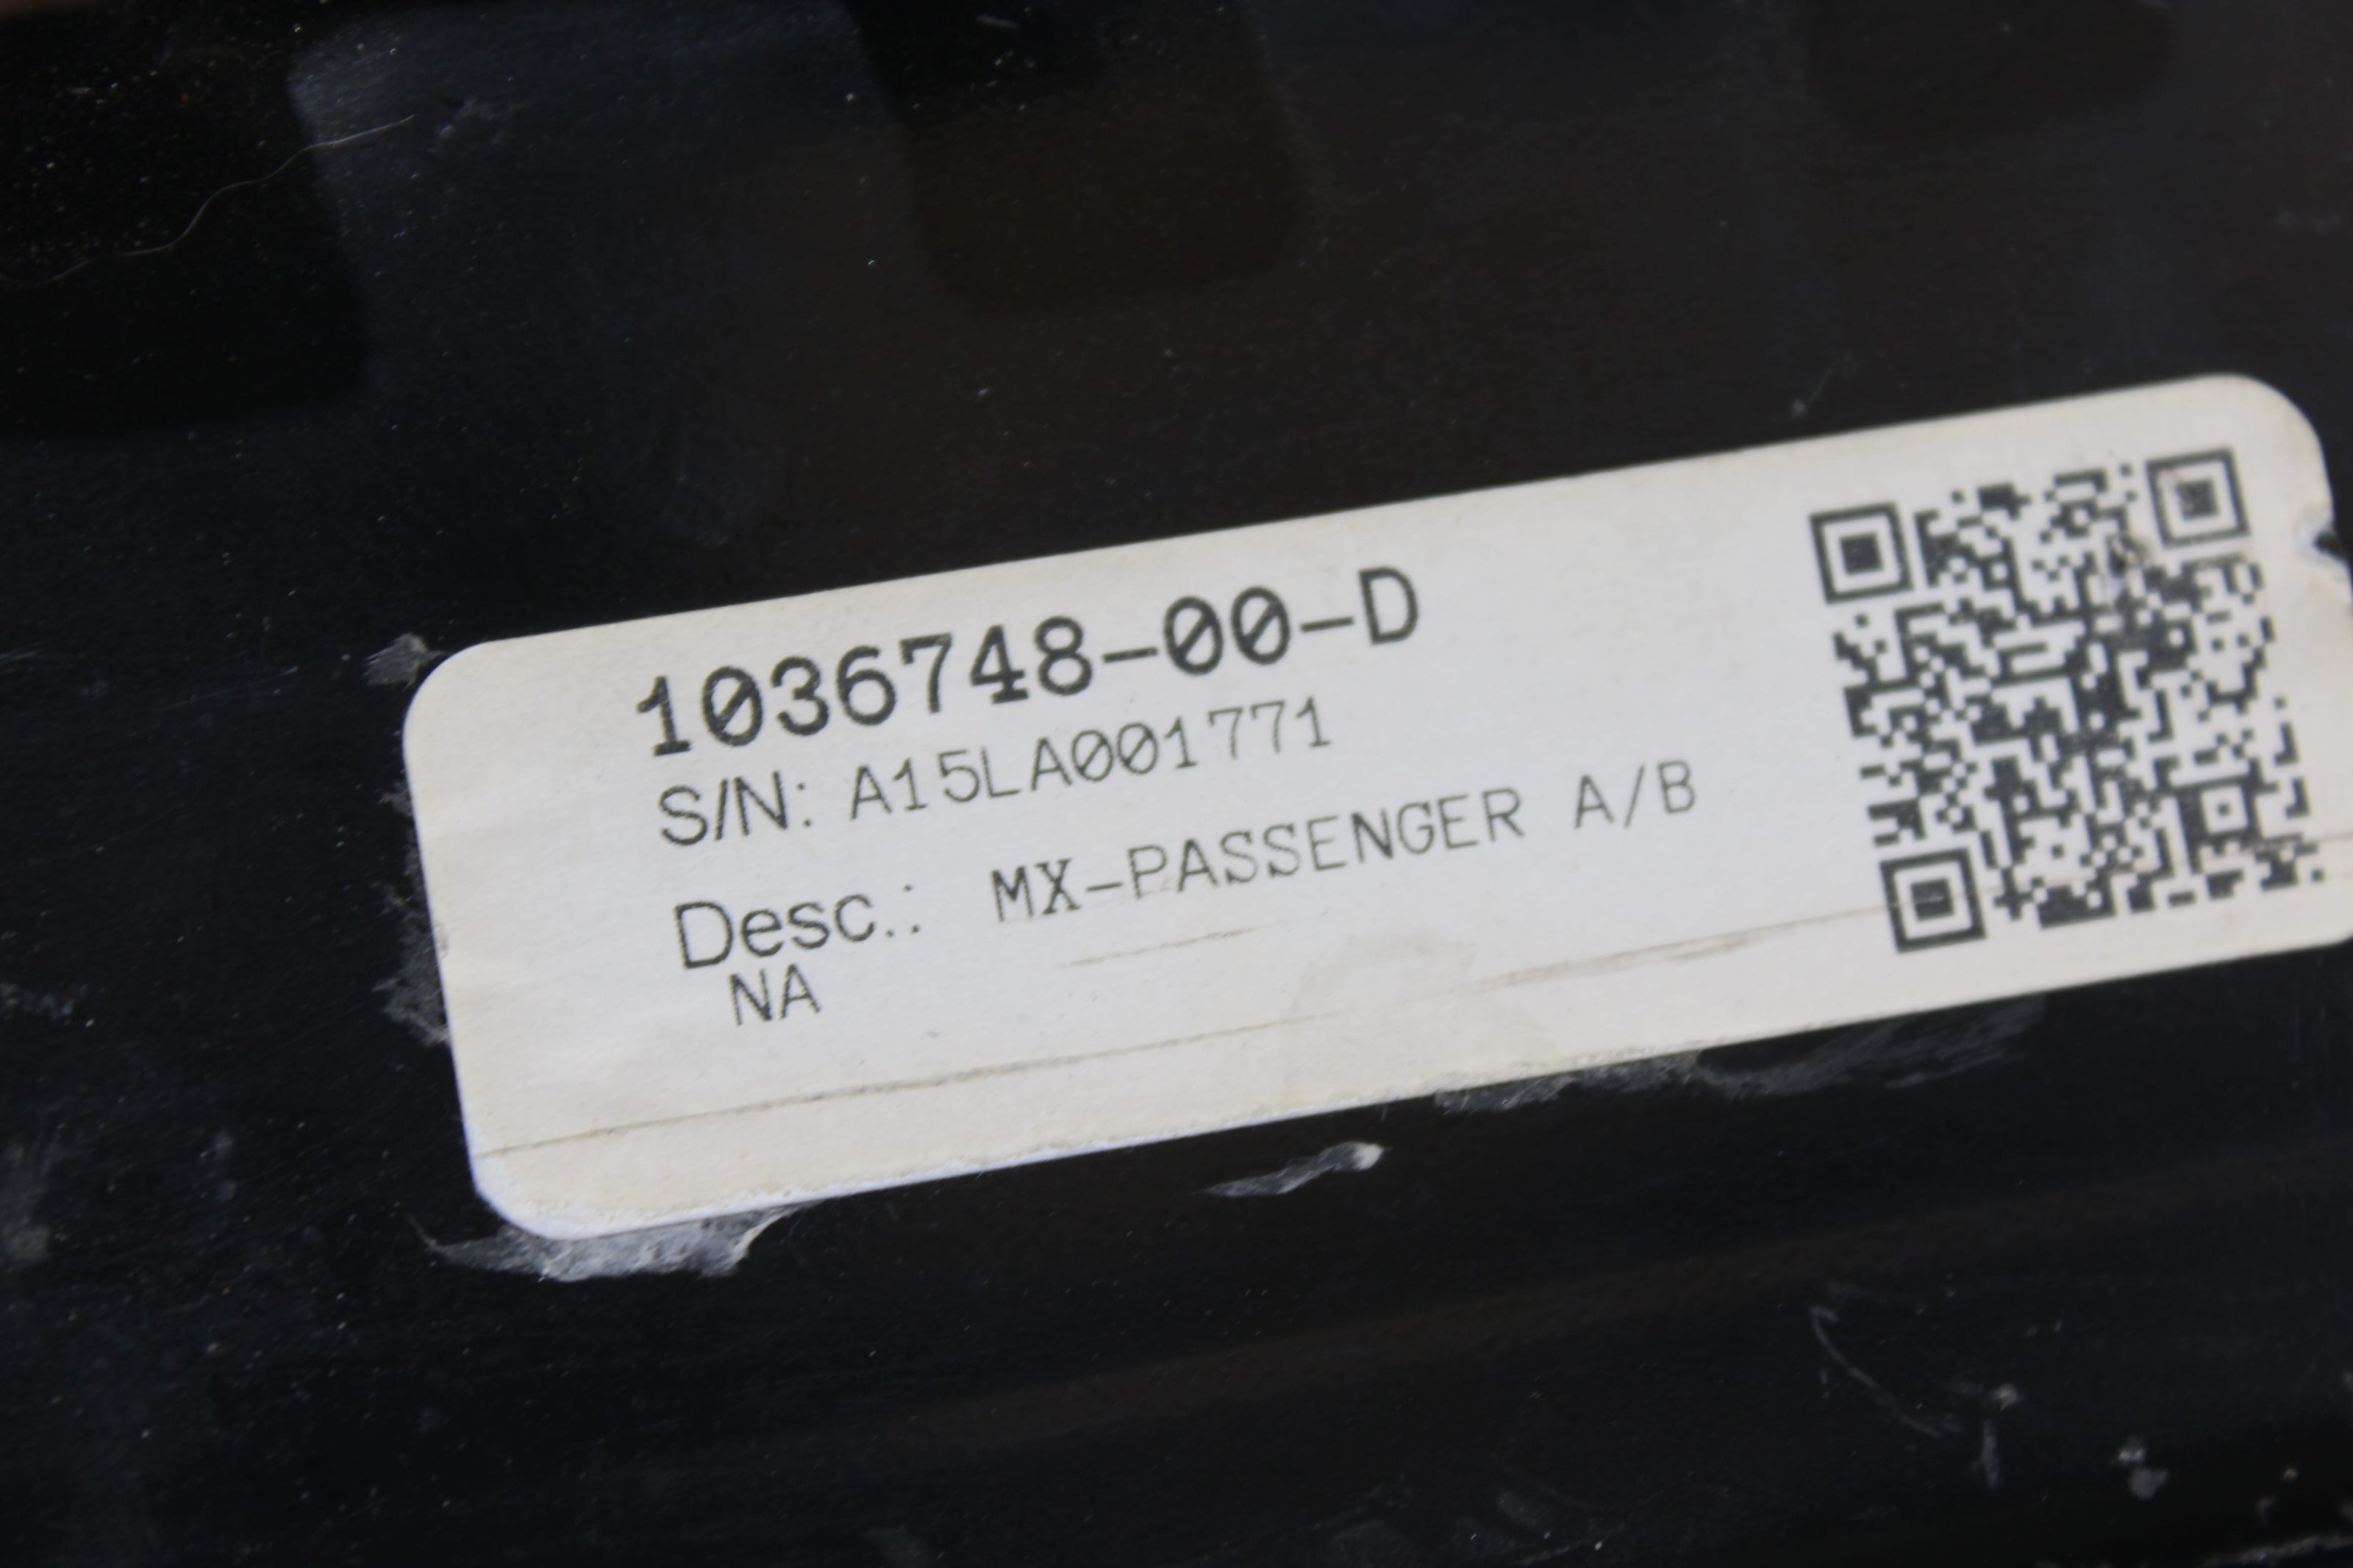 1036748-00-D
S/N: A15LA001771
Desc.: MX-PASSENGER A/B
NA